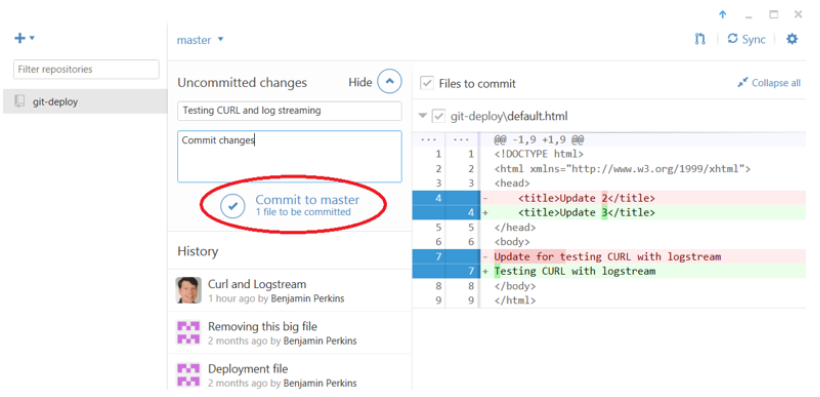 master
Sync
Filter repositories
git-deploy
Uncommitted changes
Hide
Testing CURL and log streaming
Commit changes
Commit to master
1 file to be committed
History
Curl and Logstream
1 hour ago by Benjamin Perkins
Removing this big file
2 months ago by Benjamin Perkins
Deployment file
2 months ago by Benjamin Perkins
Files to commit
Collapse all
git-deploy\default.html
... ... @@ -1,9 +1,9 @@
1 1 <!DOCTYPE html>
2 2 <html xmlns="http://www.w3.org/1999/xhtml">
3 3 <head>
4 - <title>Update 2</title>
4 + <title>Update 3</title>
5 5 </head>
6 6 <body>
7 - Update for testing CURL with logstream
7 + Testing CURL with logstream
8 8 </body>
9 9 </html>